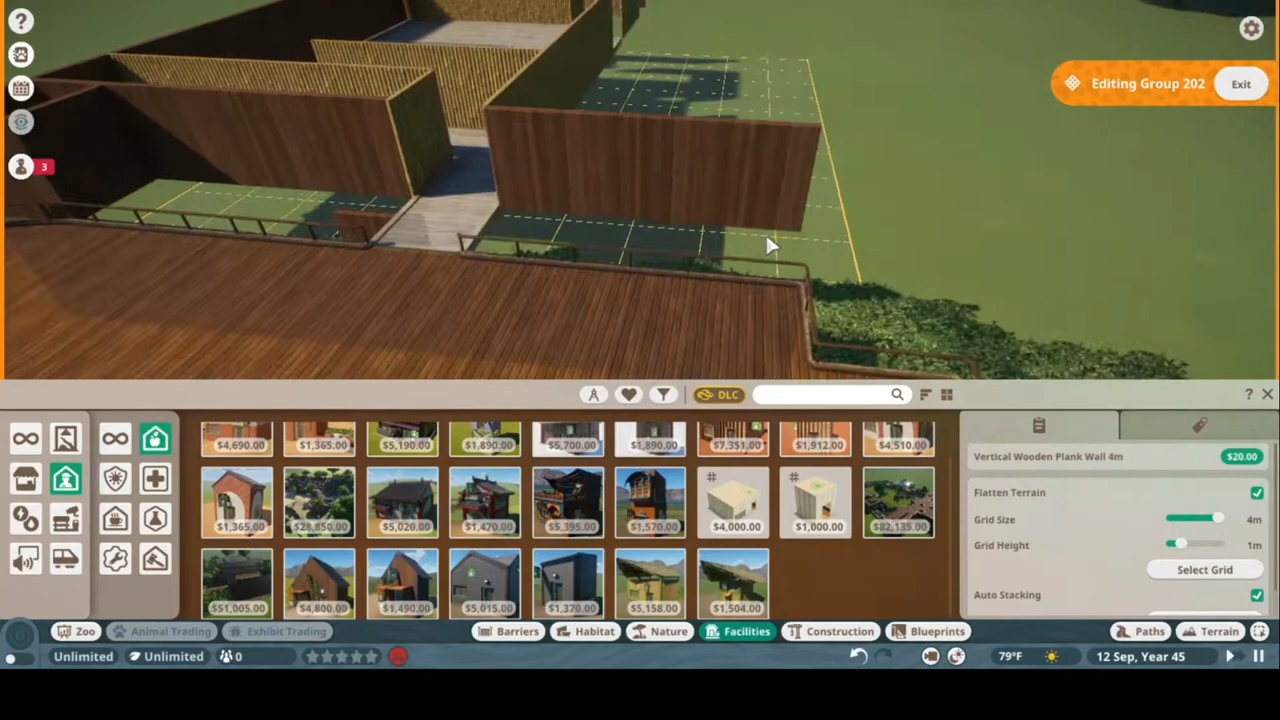 ?
Editing Group 202
Exit
3
DLC
? ×
$4,690.00 $1,365.00 $5,190.00 $1,890.00 $5,700.00 $1,890.00 $7,351.00 $1,912.00 $4,510.00
Vertical Wooden Plank Wall 4m $20.00
$1,365.00 $28,850.00 $5,020.00 $1,470.00 $5,395.00 $1,570.00 $4,000.00 $1,000.00 $82,135.00
Flatten Terrain
Grid Size 4m
Grid Height 1m
Select Grid
$51,005.00 $4,800.00 $1,490.00 $5,015.00 $1,370.00 $5,158.00 $1,504.00
Auto Stacking
Zoo Animal Trading Exhibit Trading Barriers Habitat Nature Facilities Construction Blueprints Paths Terrain
Unlimited Unlimited 0 79°F 12 Sep, Year 45